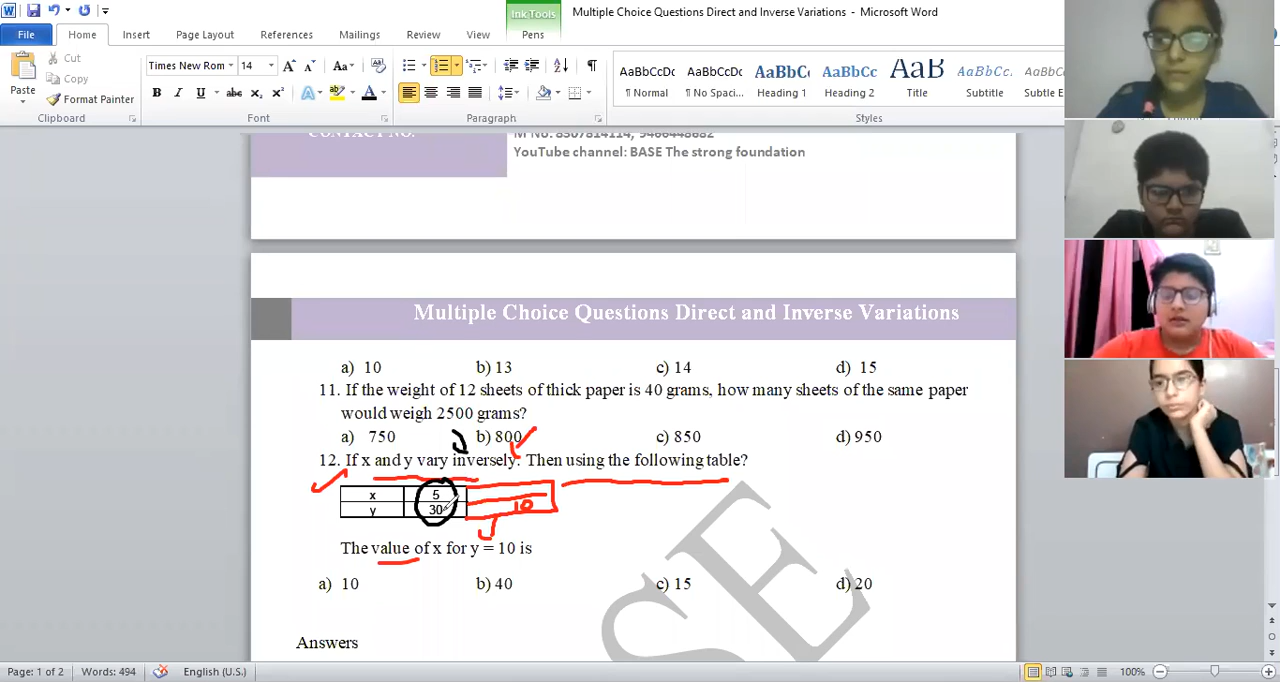 Ink Tools
Multiple Choice Questions Direct and Inverse Variations - Microsoft Word
File Home Insert Page Layout References Mailings Review View Pens
Cut
Copy
Format Painter
Paste
Times New Rom 14
AaBbCcDc AaBbCcDc AaBbC AaBbCc AaB AaBbCc. AaBbCc
¶ Normal ¶ No Spaci... Heading 1 Heading 2 Title Subtitle Subtle E
Clipboard Font Paragraph Styles
CONTACT NO.
M No. 8307814114, 9466448682
YouTube channel: BASE The strong foundation
Multiple Choice Questions Direct and Inverse Variations
a) 10 b) 13 c) 14 d) 15
11. If the weight of 12 sheets of thick paper is 40 grams, how many sheets of the same paper
would weigh 2500 grams?
a) 750 b) 800 c) 850 d) 950
12. If x and y vary inversely. Then using the following table?
x 5
y 30 10
The value of x for y = 10 is
a) 10 b) 40 c) 15 d) 20
SE
Answers
Page: 1 of 2 Words: 494 English (U.S.) 100%